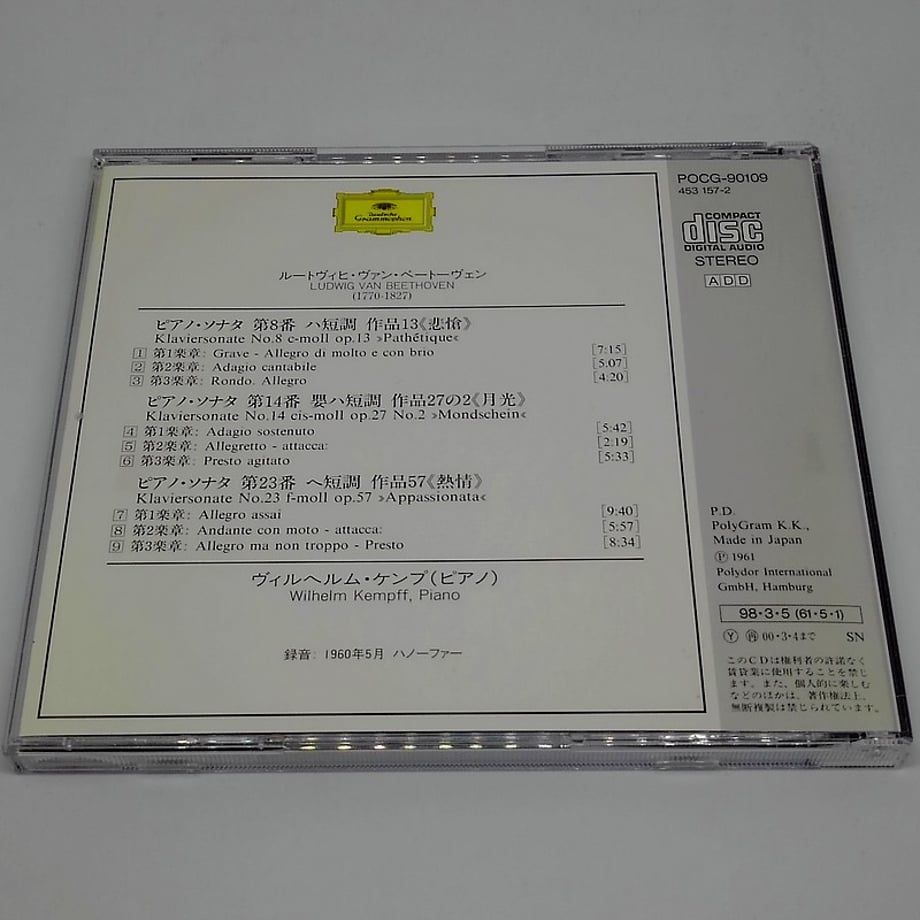 Deutsche
Grammophon
ルートヴィヒ・ヴァン・ベートーヴェン
LUDWIG VAN BEETHOVEN
(1770-1827)
ピアノ・ソナタ 第8番 ハ短調 作品13《悲愴》
Klaviersonate No.8 c-moll op.13 »Pathétique«
1 第1楽章: Grave - Allegro di molto e con brio [7:15]
2 第2楽章: Adagio cantabile [5:07]
3 第3楽章: Rondo. Allegro [4:20]
ピアノ・ソナタ 第14番 嬰ハ短調 作品27の2《月光》
Klaviersonate No.14 cis-moll op.27 No.2 »Mondschein«
4 第1楽章: Adagio sostenuto [5:42]
5 第2楽章: Allegretto - attacca: [2:19]
6 第3楽章: Presto agitato [5:33]
ピアノ・ソナタ 第23番 ヘ短調 作品57《熱情》
Klaviersonate No.23 f-moll op.57 »Appassionata«
7 第1楽章: Allegro assai [9:40]
8 第2楽章: Andante con moto - attacca: [5:57]
9 第3楽章: Allegro ma non troppo - Presto [8:34]
ヴィルヘルム・ケンプ(ピアノ)
Wilhelm Kempff, Piano
録音: 1960年5月 ハノーファー
POCG-90109
453 157-2
COMPACT
disc
DIGITAL AUDIO
STEREO
ADD
P.D.
PolyGram K.K.,
Made in Japan
Ⓟ 1961
Polydor International
GmbH, Hamburg
98・3・5 (61・5・1)
Ⓨ 再 00・3・4まで SN
このCDは権利者の許諾なく
賃貸業に使用することを禁じ
ます。また、個人的に楽しむ
などのほかは、著作権法上、
無断複製は禁じられています。